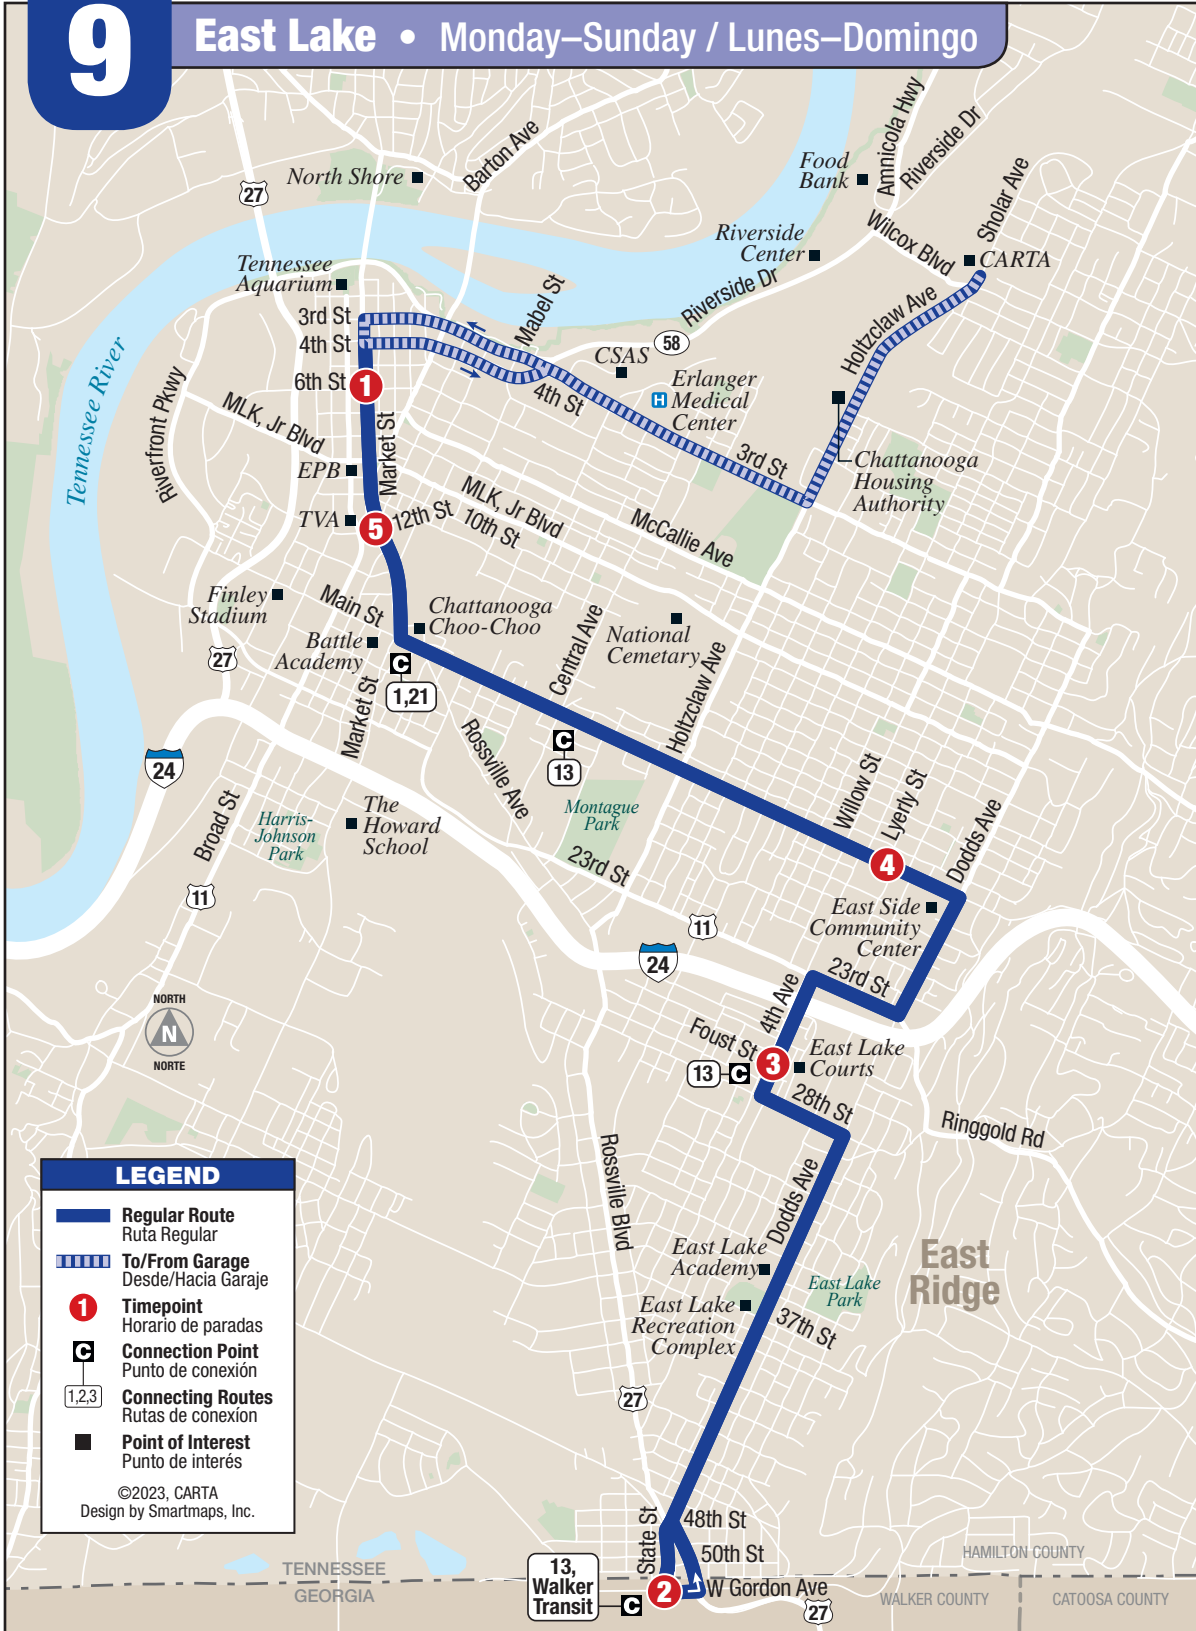 9
East Lake • Monday–Sunday / Lunes–Domingo
Amnicola Hwy
Riverside Dr
Barton Ave
Food
Bank
North Shore
27
Sholar Ave
Wilcox Blvd
Riverside
Center
CARTA
Tennessee
Aquarium
Riverside Dr
Mabel St
Holtzclaw Ave
3rd St
4th St
58
CSAS
6th St
1
H
Erlanger
Medical
Center
4th St
Tennessee River
Riverfront Pkwy
MLK, Jr Blvd
Market St
3rd St
Chattanooga
Housing
Authority
EPB
MLK, Jr Blvd
TVA
5
12th St
10th St
McCallie Ave
Finley
Stadium
Main St
Chattanooga
Choo-Choo
Battle
Academy
Central Ave
National
Cemetary
27
C
1,21
Market St
Holtzclaw Ave
Rossville Ave
C
13
24
Willow St
Lyerly St
Montague
Park
Broad St
Harris-
Johnson
Park
The
Howard
School
Dodds Ave
23rd St
4
11
East Side
Community
Center
11
24
23rd St
4th Ave
NORTH
N
NORTE
Foust St
3
East Lake
Courts
13
C
28th St
Ringgold Rd
Rossville Blvd
Dodds Ave
East Lake
Academy
East
Ridge
East Lake
Park
East Lake
Recreation
Complex
37th St
27
LEGEND
Regular Route
Ruta Regular
To/From Garage
Desde/Hacia Garaje
1
Timepoint
Horario de paradas
C
Connection Point
Punto de conexión
1,2,3
Connecting Routes
Rutas de conexíon
Point of Interest
Punto de interés
©2023, CARTA
Design by Smartmaps, Inc.
State St
48th St
50th St
HAMILTON COUNTY
TENNESSEE
GEORGIA
13,
Walker
Transit
C
2
W Gordon Ave
27
WALKER COUNTY
CATOOSA COUNTY